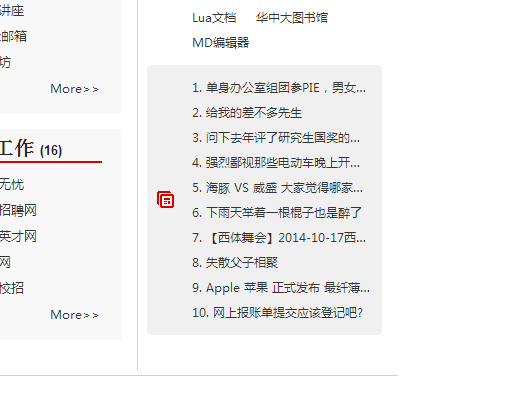 讲座
邮箱
坊
More>>
工作 (16)
无忧
招聘网
英才网
网
校招
More>>
Lua文档 华中大图书馆
MD编辑器
1. 单身办公室组团参PIE，男女...
2. 给我的差不多先生
3. 问下去年评了研究生国奖的...
4. 强烈鄙视那些电动车晚上开...
5. 海豚 VS 威盛 大家觉得哪家...
6. 下雨天举着一根棍子也是醉了
7. 【西体舞会】2014-10-17西...
8. 失散父子相聚
9. Apple 苹果 正式发布 最纤薄...
10. 网上报账单提交应该登记吧?